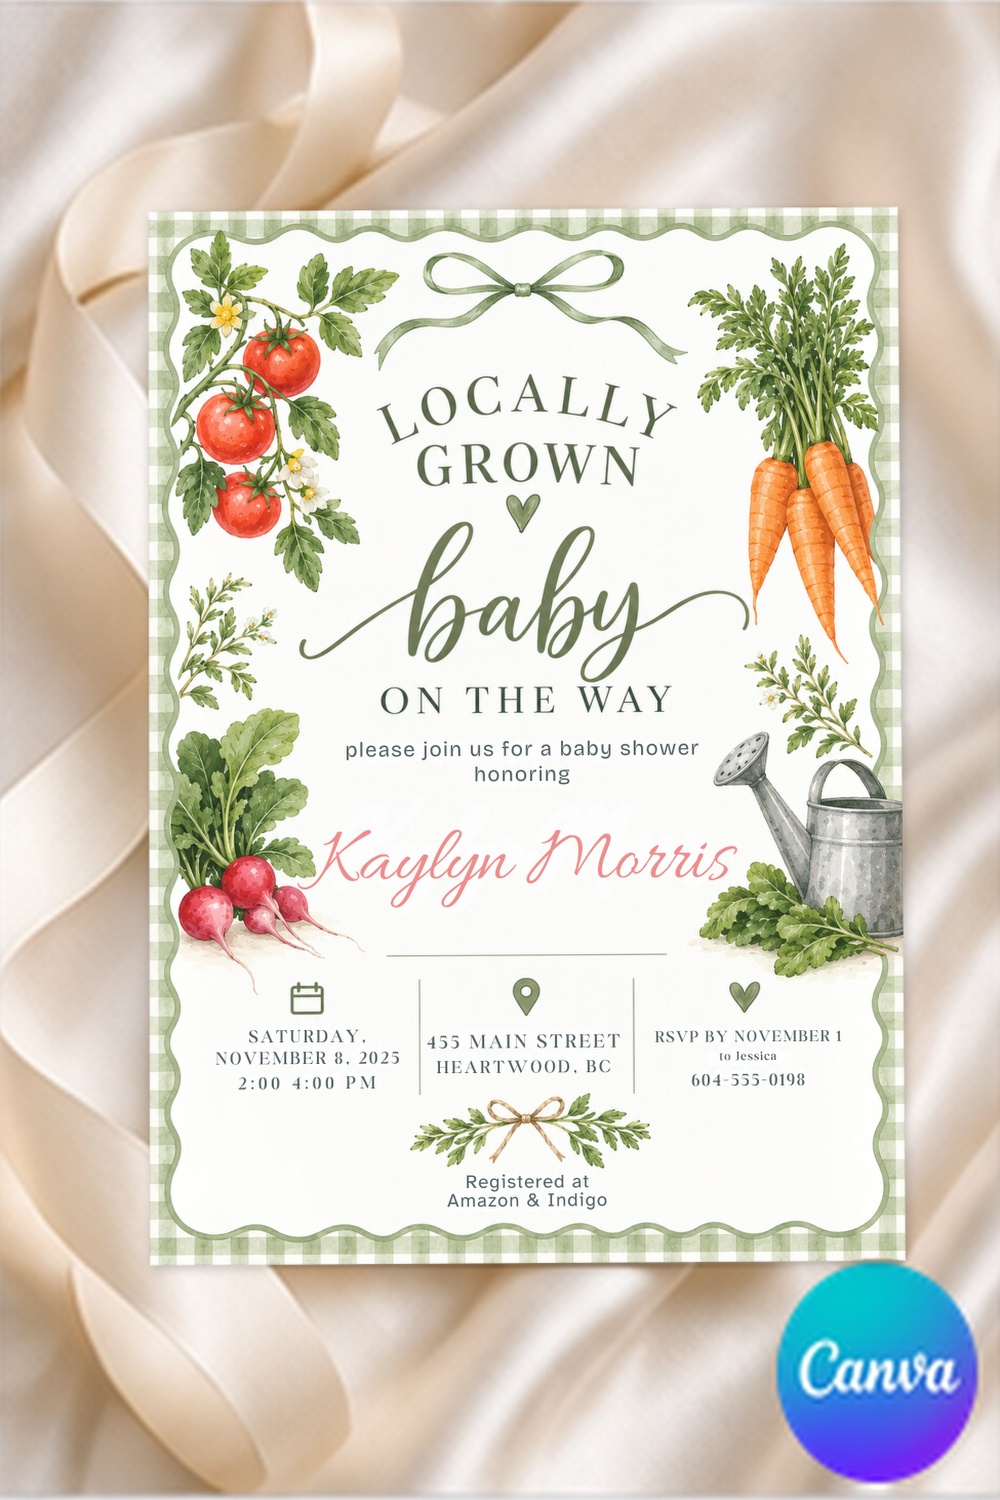 LOCALLY
GROWN
baby
ON THE WAY
please join us for a baby shower
honoring
Kaylyn Morris
SATURDAY,
NOVEMBER 8, 2025
2:00 4:00 PM
455 MAIN STREET
HEARTWOOD, BC
RSVP BY NOVEMBER 1
to Jessica
604-555-0198
Registered at
Amazon & Indigo
Canva